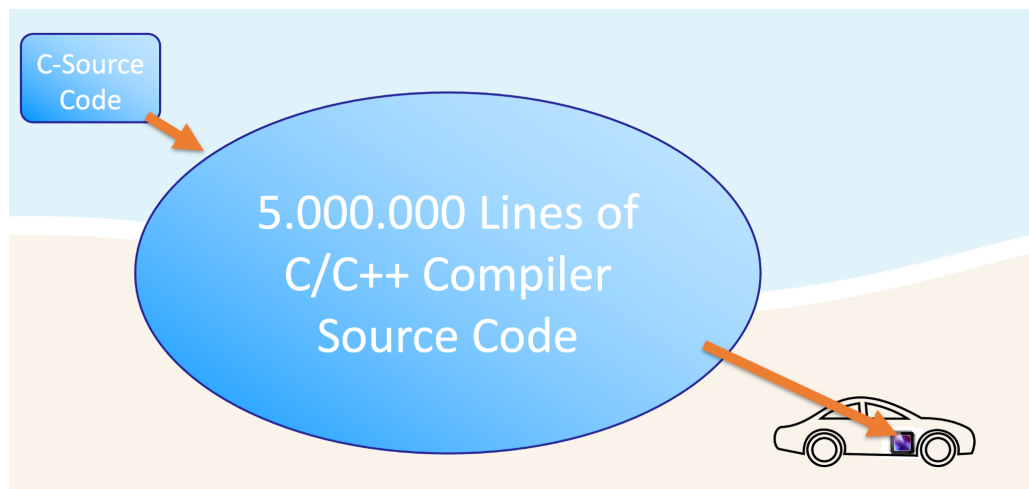 C-Source
Code
5.000.000 Lines of
C/C++ Compiler
Source Code